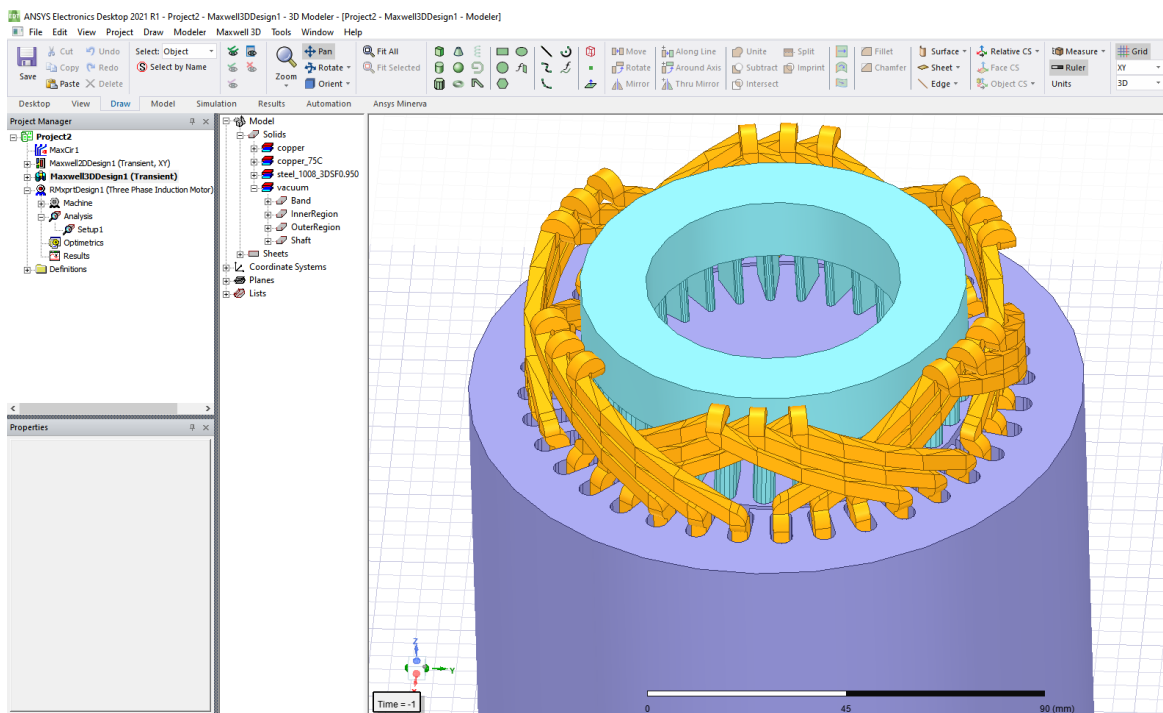 ANSYS Electronics Desktop 2021 R1 - Project2 - Maxwell3DDesign1 - 3D Modeler - [Project2 - Maxwell3DDesign1 - Modeler]
File Edit View Project Draw Modeler Maxwell 3D Tools Window Help
Save
Cut Undo
Copy Redo
Paste Delete
Select: Object
Select by Name
Zoom
Pan
Rotate
Orient
Fit All
Fit Selected
Move Along Line
Rotate Around Axis
Mirror Thru Mirror
Unite Split
Subtract Imprint
Intersect
Fillet
Chamfer
Surface
Sheet
Edge
Relative CS
Face CS
Object CS
Measure
Ruler
Units
Grid
XY
3D
Desktop View Draw Model Simulation Results Automation Ansys Minerva
Project Manager
Project2
MaxCir1
Maxwell2DDesign1 (Transient, XY)
Maxwell3DDesign1 (Transient)
RMxprtDesign1 (Three Phase Induction Motor)
Machine
Analysis
Setup1
Optimetrics
Results
Definitions
Properties
Model
Solids
copper
copper_75C
steel_1008_3DSF0.950
vacuum
Band
InnerRegion
OuterRegion
Shaft
Sheets
Coordinate Systems
Planes
Lists
Z
Y
Time = -1
0 45 90 (mm)